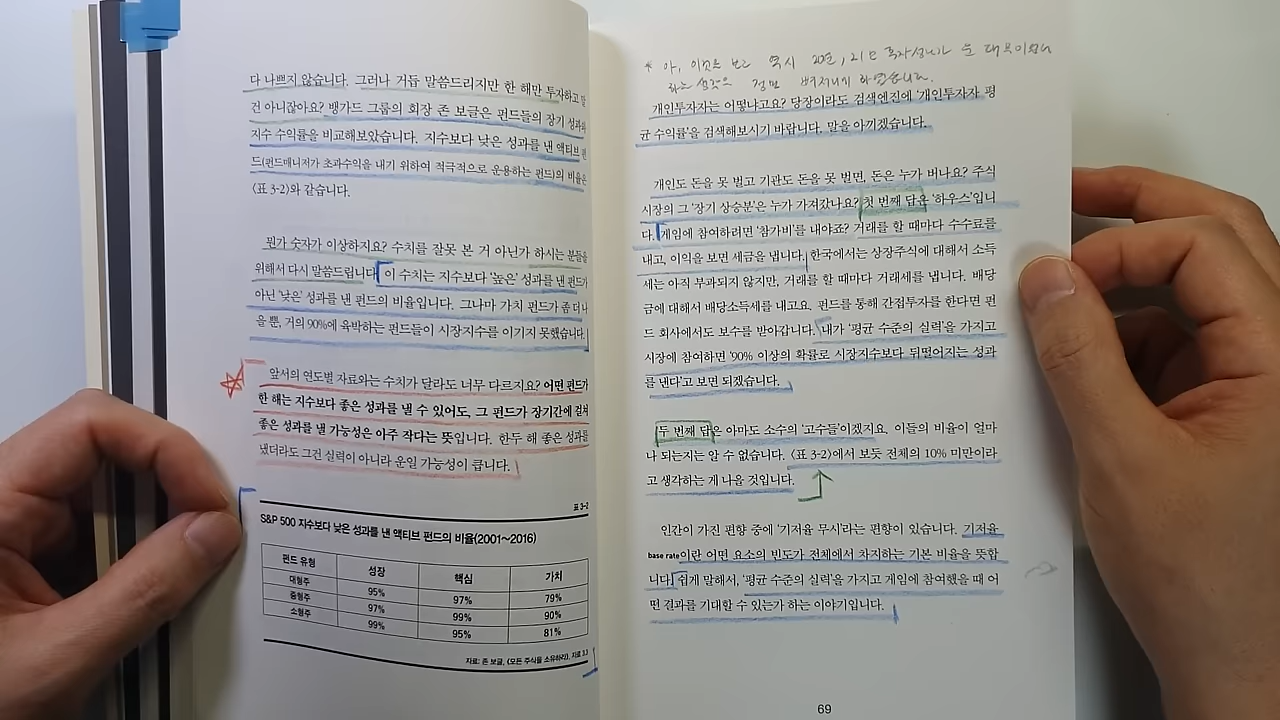 다 나쁘지 않습니다. 그러나 거듭 말씀드리지만 한 해만 투자하고 말
건 아니잖아요? 뱅가드 그룹의 회장 존 보글은 펀드들의 장기 성과와
지수 수익률을 비교해보았습니다. 지수보다 낮은 성과를 낸 액티브 펀
드(펀드매니저가 초과수익을 내기 위하여 적극적으로 운용하는 펀드)의 비율은
〈표 3-2〉와 같습니다.
뭔가 숫자가 이상하지요? 수치를 잘못 본 거 아닌가 하시는 분들을
위해서 다시 말씀드립니다. 이 수치는 지수보다 '높은' 성과를 낸 펀드가
아닌 '낮은' 성과를 낸 펀드의 비율입니다. 그나마 가치 펀드가 좀 더 나
을 뿐, 거의 90%에 육박하는 펀드들이 시장지수를 이기지 못했습니다.
앞서의 연도별 자료와는 수치가 달라도 너무 다르지요? 어떤 펀드가
한 해는 지수보다 좋은 성과를 낼 수 있어도, 그 펀드가 장기간에 걸쳐
좋은 성과를 낼 가능성은 아주 작다는 뜻입니다. 한두 해 좋은 성과를
냈더라도 그건 실력이 아니라 운일 가능성이 큽니다.
표 3-2
S&P 500 지수보다 낮은 성과를 낸 액티브 펀드의 비율(2001~2016)
펀드 유형 성장 핵심 가치
대형주 95% 97% 79%
중형주 97% 99% 90%
소형주 99% 95% 81%
자료: 존 보글, 《모든 주식을 소유하라》, 자료 3.3
* 아, 역시
개인투자자는 어떻냐고요? 당장이라도 검색엔진에 '개인투자자 평
균 수익률'을 검색해보시기 바랍니다. 말을 아끼겠습니다.
개인도 돈을 못 벌고 기관도 돈을 못 벌면, 돈은 누가 버나요? 주식
시장의 그 '장기 상승분'은 누가 가져갔나요? 첫 번째 답은 '하우스'입니
다. 게임에 참여하려면 '참가비'를 내야죠? 거래를 할 때마다 수수료를
내고, 이익을 보면 세금을 냅니다. 한국에서는 상장주식에 대해서 소득
세는 아직 부과되지 않지만, 거래를 할 때마다 거래세를 냅니다. 배당
금에 대해서 배당소득세를 내고요. 펀드를 통해 간접투자를 한다면 펀
드 회사에서도 보수를 받아갑니다. 내가 '평균 수준의 실력'을 가지고
시장에 참여하면 '90% 이상의 확률로 시장지수보다 뒤떨어지는 성과
를 낸다'고 보면 되겠습니다.
두 번째 답은 아마도 소수의 '고수들'이겠지요. 이들의 비율이 얼마
나 되는지는 알 수 없습니다. 〈표 3-2〉에서 보듯 전체의 10% 미만이라
고 생각하는 게 나을 것입니다.
인간이 가진 편향 중에 '기저율 무시'라는 편향이 있습니다. 기저율
base rate이란 어떤 요소의 빈도가 전체에서 차지하는 기본 비율을 뜻합
니다. 쉽게 말해서, '평균 수준의 실력'을 가지고 게임에 참여했을 때 어
떤 결과를 기대할 수 있는가 하는 이야기입니다.
69